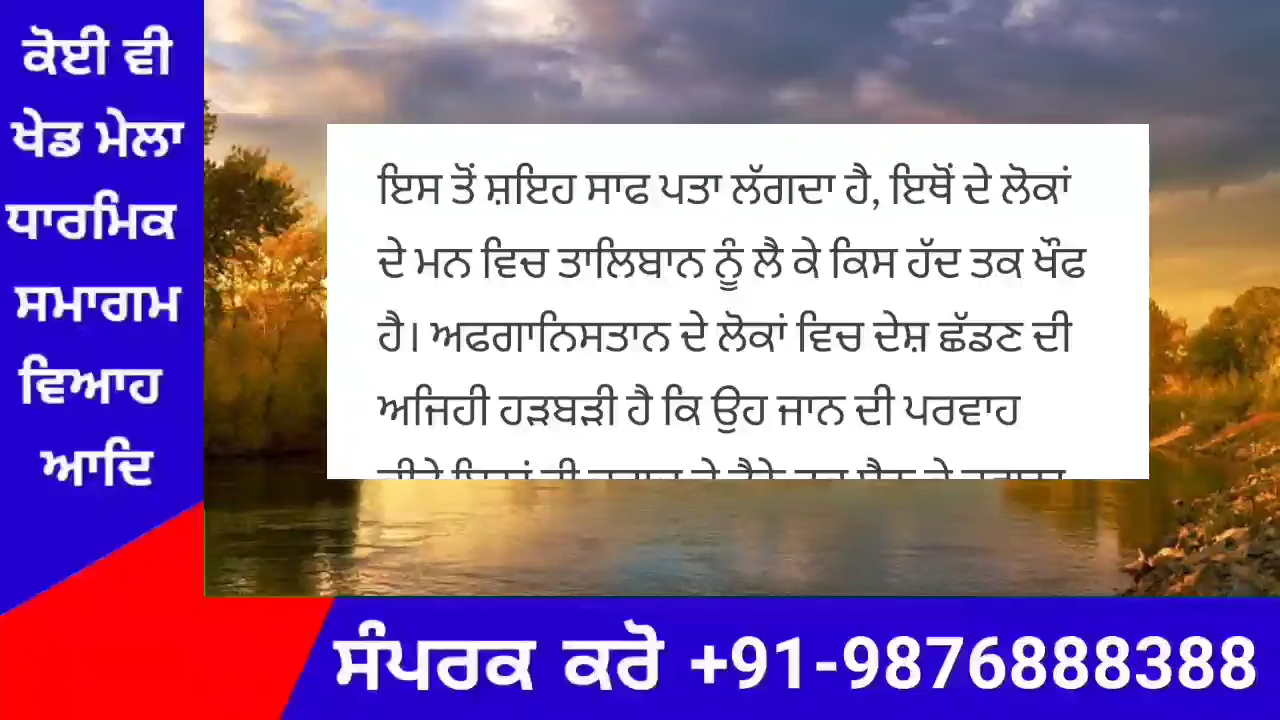 ਕੋਈ ਵੀ
ਖੇਡ ਮੇਲਾ
ਧਾਰਮਿਕ
ਸਮਾਗਮ
ਵਿਆਹ
ਆਦਿ
ਇਸ ਤੋਂ ਸ਼ਇਹ ਸਾਫ ਪਤਾ ਲੱਗਦਾ ਹੈ, ਇਥੋਂ ਦੇ ਲੋਕਾਂ
ਦੇ ਮਨ ਵਿਚ ਤਾਲਿਬਾਨ ਨੂੰ ਲੈ ਕੇ ਕਿਸ ਹੱਦ ਤਕ ਖੌਫ
ਹੈ। ਅਫਗਾਨਿਸਤਾਨ ਦੇ ਲੋਕਾਂ ਵਿਚ ਦੇਸ਼ ਛੱਡਣ ਦੀ
ਅਜਿਹੀ ਹੜਬੜੀ ਹੈ ਕਿ ਉਹ ਜਾਨ ਦੀ ਪਰਵਾਹ
ਸੰਪਰਕ ਕਰੋ +91-9876888388